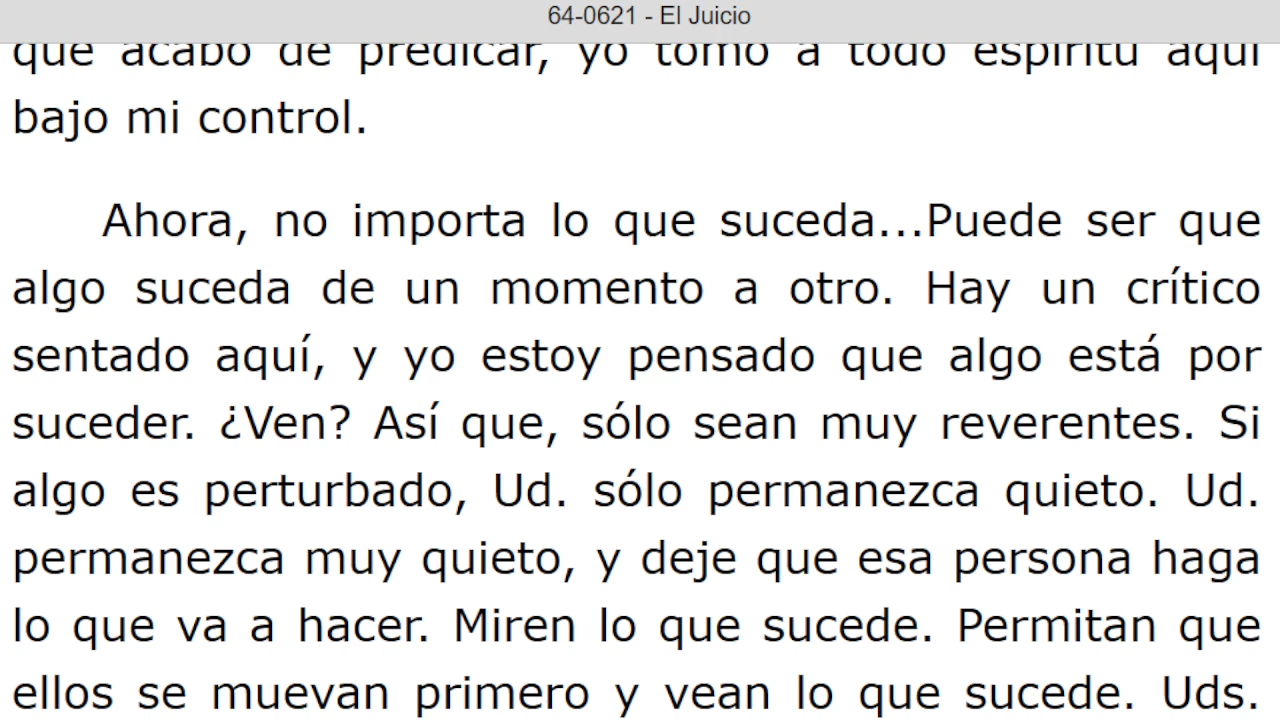 64-0621 - El Juicio
que acabo de predicar, yo tomo a todo espíritu aquí
bajo mi control.
Ahora, no importa lo que suceda...Puede ser que
algo suceda de un momento a otro. Hay un crítico
sentado aquí, y yo estoy pensado que algo está por
suceder. ¿Ven? Así que, sólo sean muy reverentes. Si
algo es perturbado, Ud. sólo permanezca quieto. Ud.
permanezca muy quieto, y deje que esa persona haga
lo que va a hacer. Miren lo que sucede. Permitan que
ellos se muevan primero y vean lo que sucede. Uds.